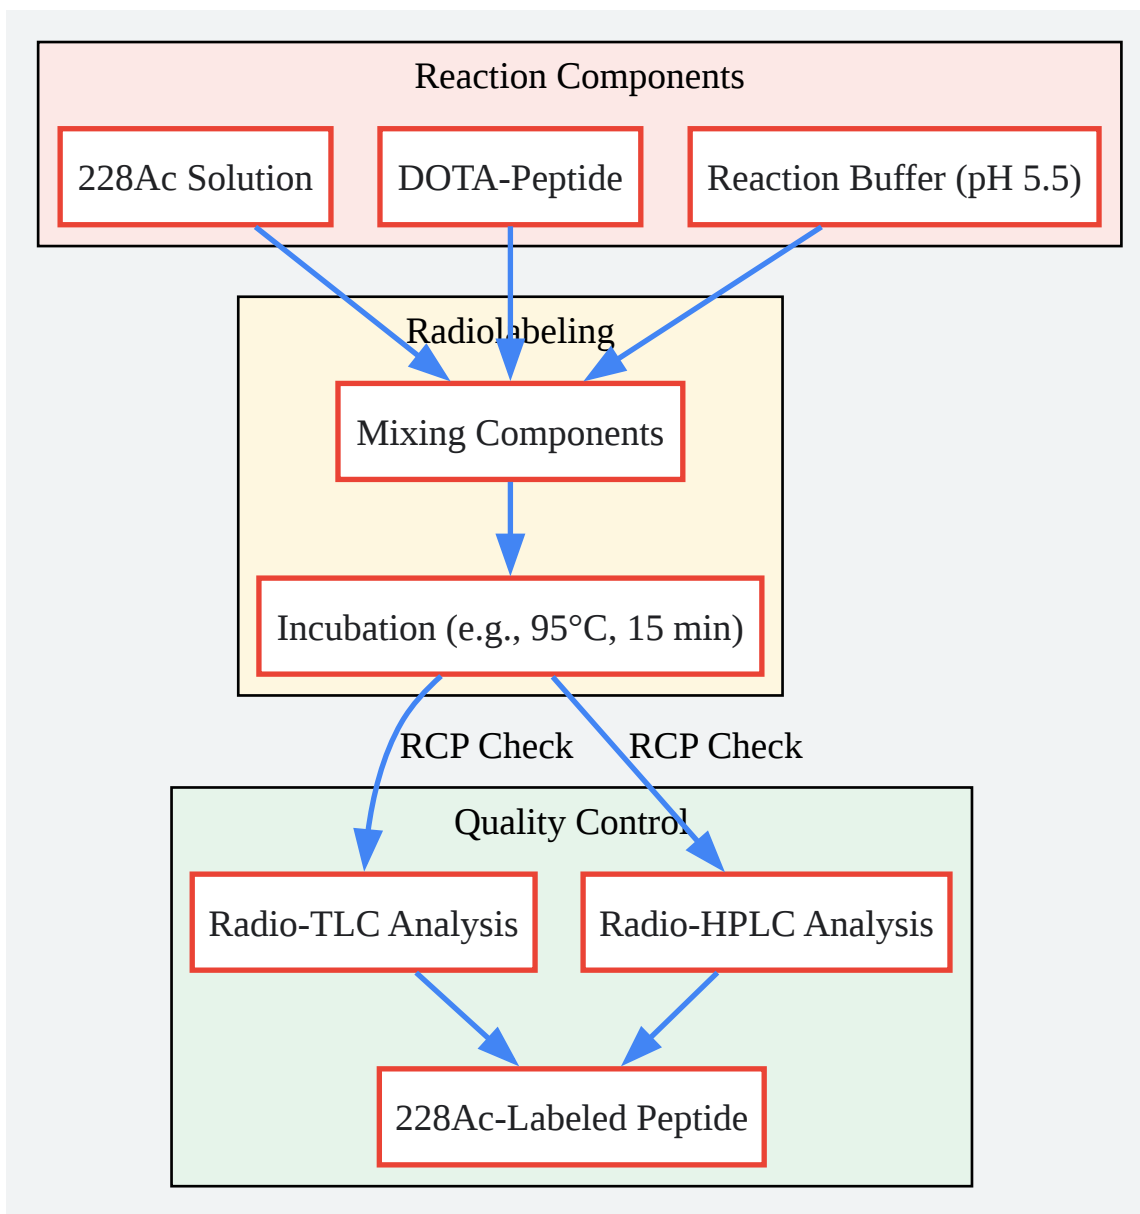 Reaction Components
228Ac Solution
DOTA-Peptide
Reaction Buffer (pH 5.5)
Radiolabeling
Mixing Components
Incubation (e.g., 95°C, 15 min)
RCP Check
RCP Check
Quality Control
Radio-TLC Analysis
Radio-HPLC Analysis
228Ac-Labeled Peptide